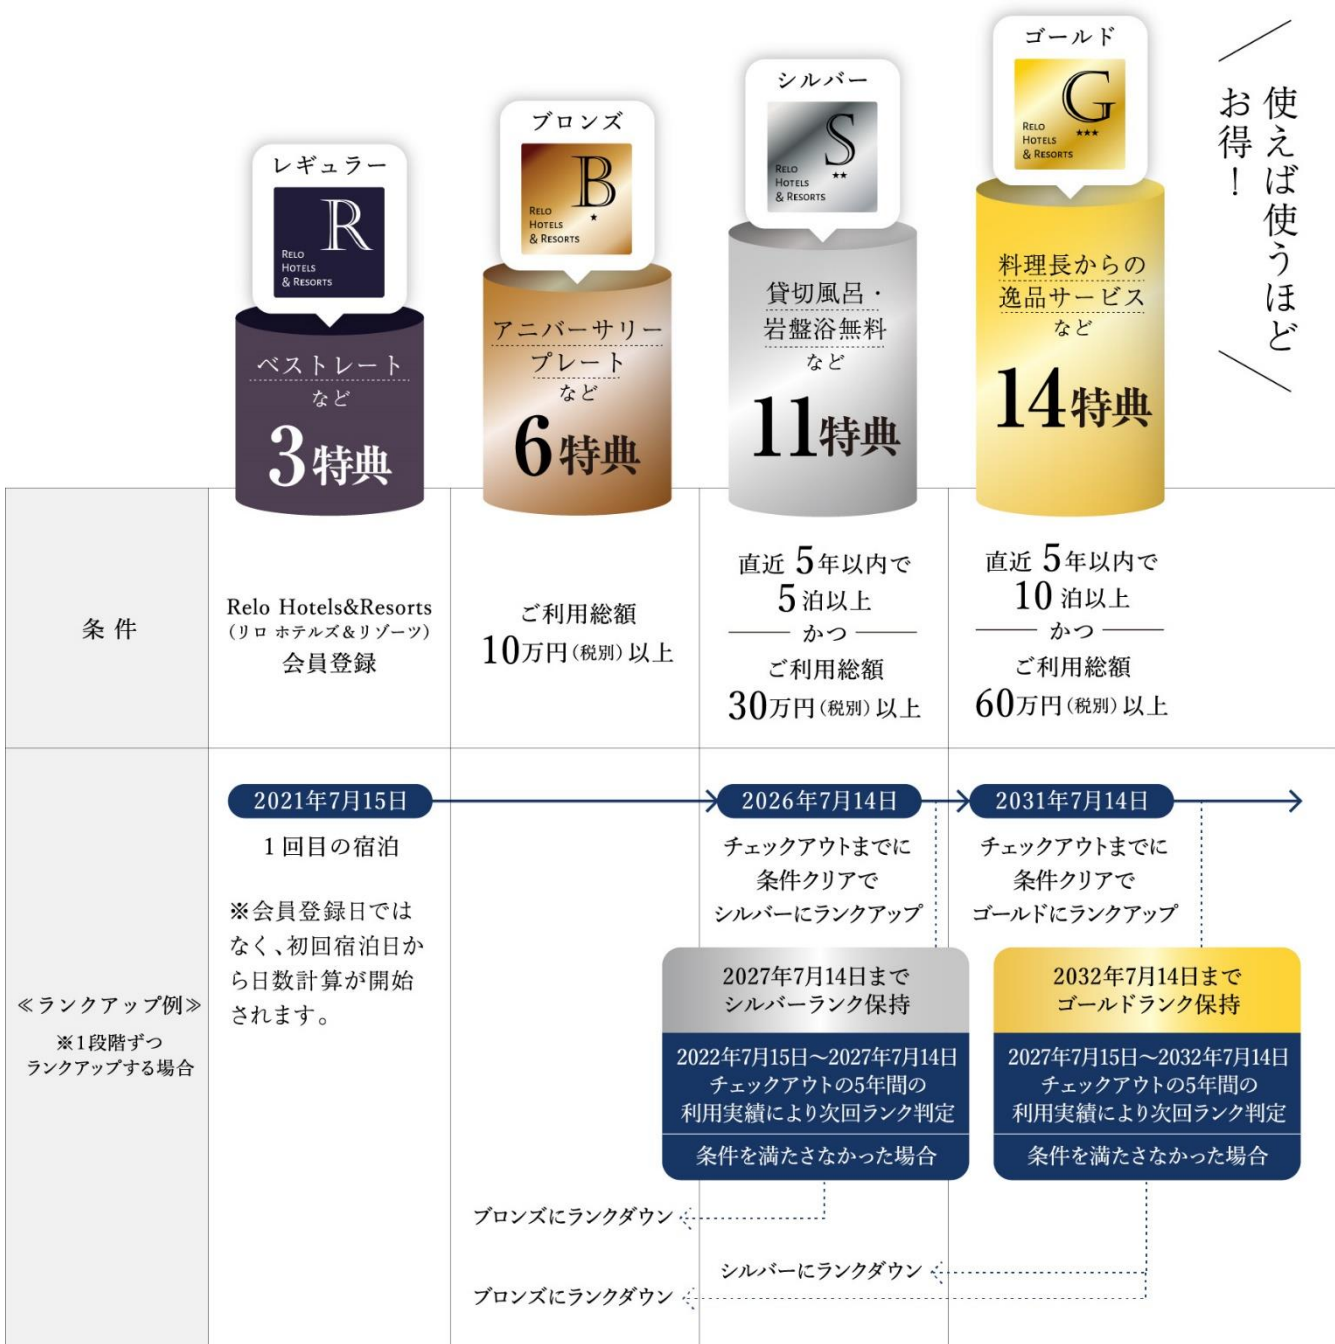 レギュラー
R
RELO
HOTELS
& RESORTS
ベストレート
など
3特典
ブロンズ
B
★
RELO
HOTELS
& RESORTS
アニバーサリー
プレート
など
6特典
シルバー
S
★★
RELO
HOTELS
& RESORTS
貸切風呂・
岩盤浴無料
など
11特典
ゴールド
G
★★★
RELO
HOTELS
& RESORTS
料理長からの
逸品サービス
など
14特典
使えば使うほど
お得!
条件
Relo Hotels&Resorts
(リロ ホテルズ&リゾーツ)
会員登録
ご利用総額
10万円(税別)以上
直近 5年以内で
5泊以上
かつ
ご利用総額
30万円(税別)以上
直近 5年以内で
10泊以上
かつ
ご利用総額
60万円(税別)以上
≪ランクアップ例≫
※1段階ずつ
ランクアップする場合
2021年7月15日
1回目の宿泊
※会員登録日では
なく、初回宿泊日か
ら日数計算が開始
されます。
2026年7月14日
チェックアウトまでに
条件クリアで
シルバーにランクアップ
2027年7月14日まで
シルバーランク保持
2022年7月15日〜2027年7月14日
チェックアウトの5年間の
利用実績により次回ランク判定
条件を満たさなかった場合
2031年7月14日
チェックアウトまでに
条件クリアで
ゴールドにランクアップ
2032年7月14日まで
ゴールドランク保持
2027年7月15日〜2032年7月14日
チェックアウトの5年間の
利用実績により次回ランク判定
条件を満たさなかった場合
ブロンズにランクダウン
シルバーにランクダウン
ブロンズにランクダウン